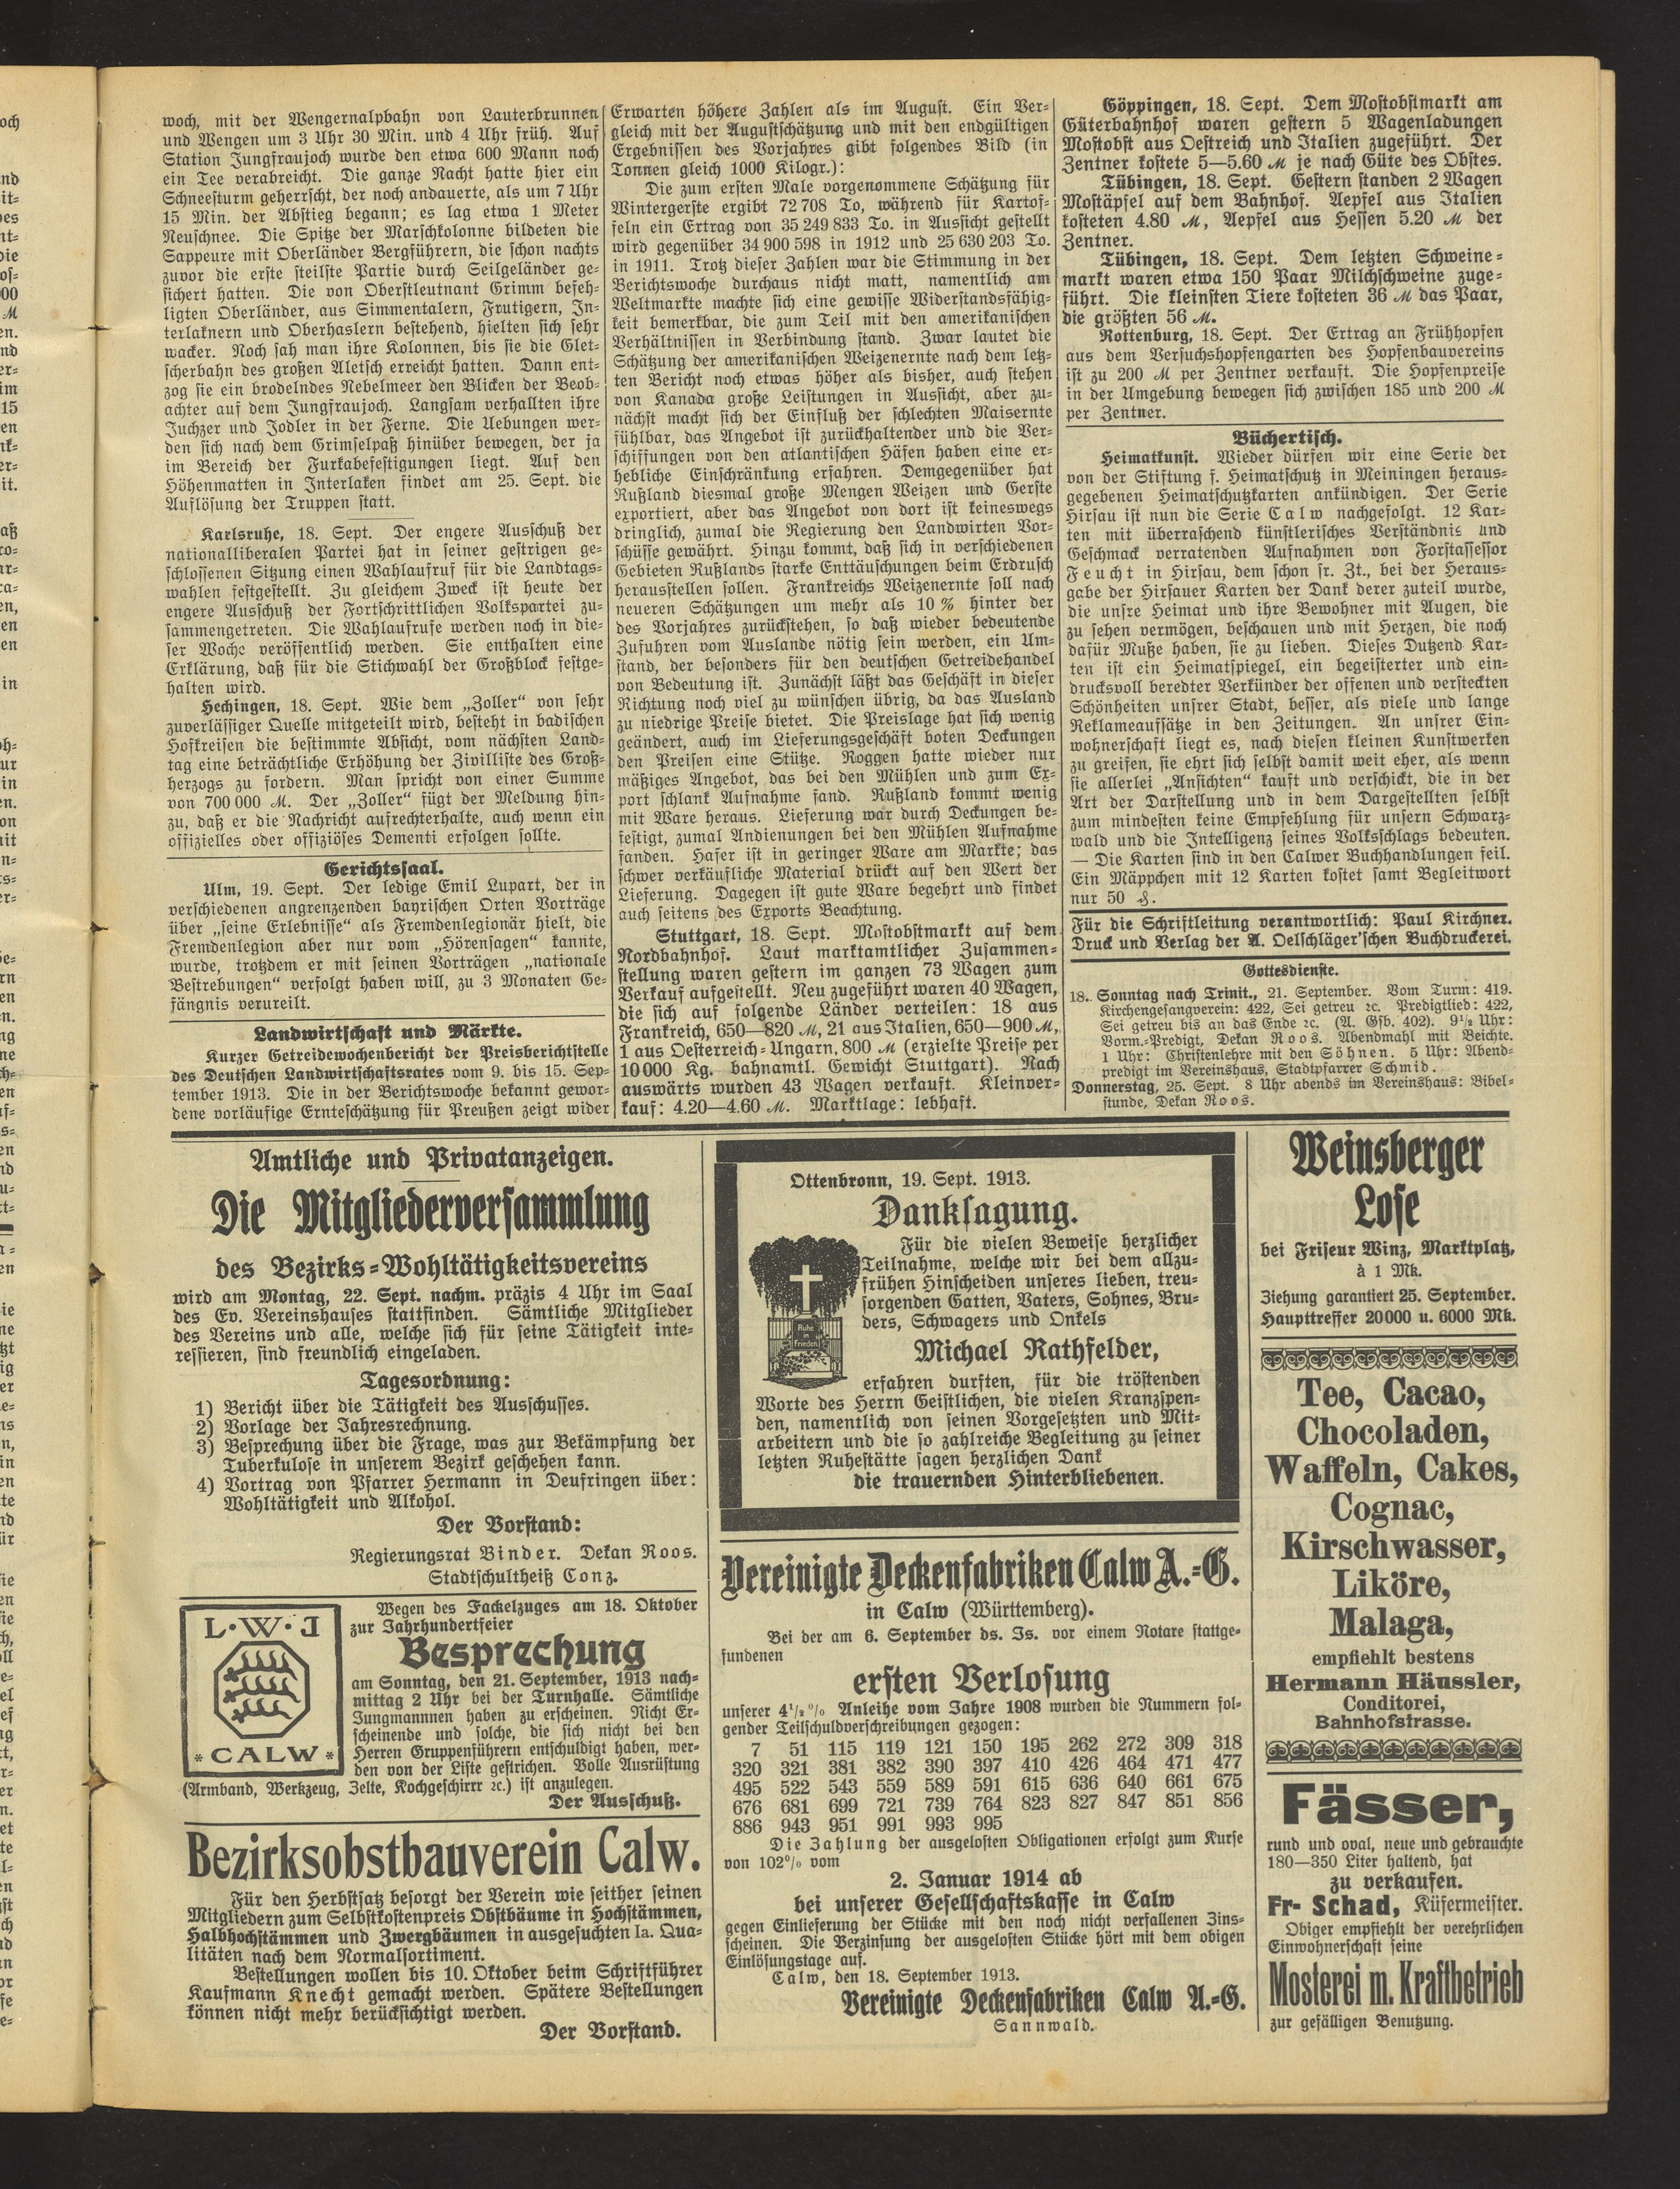 woch, mit der Wengernalpbahn von Lauterbrunnen
und Wengen um 3 Uhr 30 Min. und 4 Uhr früh. Auf
Station Jungfraujoch wurde den etwa 600 Mann noch
ein Tee verabreicht. Die ganze Nacht hatte hier ein
Schneesturm geherrscht, der noch andauerte, als um 7 Uhr
15 Min. der Abstieg begann; es lag etwa 1 Meter
Neuschnee. Die Spitze der Marschkolonne bildeten die
Sappeure mit Oberländer Bergführern, die schon nachts
zuvor die erste steilste Partie durch Seilgeländer ge-
sichert hatten. Die von Oberstleutnant Grimm befeh-
ligten Oberländer, aus Simmentalern, Frutigern, In-
terlaknern und Oberhaslern bestehend, hielten sich sehr
wacker. Noch sah man ihre Kolonnen, bis sie die Glet-
scherbahn des großen Aletsch erreicht hatten. Dann ent-
zog sie ein brodelndes Nebelmeer den Blicken der Beob-
achter auf dem Jungfraujoch. Langsam verhallten ihre
Juchzer und Jodler in der Ferne. Die Uebungen wer-
den sich nach dem Grimselpaß hinüber bewegen, der ja
im Bereich der Furkabefestigungen liegt. Auf den
Höhenmatten in Interlaken findet am 25. Sept. die
Auflösung der Truppen statt.
Karlsruhe, 18. Sept. Der engere Ausschuß der
nationalliberalen Partei hat in seiner gestrigen ge-
schlossenen Sitzung einen Wahlaufruf für die Landtags-
wahlen festgestellt. Zu gleichem Zweck ist heute der
engere Ausschuß der Fortschrittlichen Volkspartei zu-
sammengetreten. Die Wahlaufrufe werden noch in die-
ser Woche veröffentlich werden. Sie enthalten eine
Erklärung, daß für die Stichwahl der Großblock festge-
halten wird.
Hechingen, 18. Sept. Wie dem „Zoller“ von sehr
zuverlässiger Quelle mitgeteilt wird, besteht in badischen
Hofkreisen die bestimmte Absicht, vom nächsten Land-
tag eine beträchtliche Erhöhung der Zivilliste des Groß-
herzogs zu fordern. Man spricht von einer Summe
von 700 000 M. Der „Zoller“ fügt der Meldung hin-
zu, daß er die Nachricht aufrechterhalte, auch wenn ein
offizielles oder offiziöses Dementi erfolgen sollte.
Gerichtssaal.
Ulm, 19. Sept. Der ledige Emil Lupart, der in
verschiedenen angrenzenden bayrischen Orten Vorträge
über „seine Erlebnisse“ als Fremdenlegionär hielt, die
Fremdenlegion aber nur vom „Hörensagen“ kannte,
wurde, trotzdem er mit seinen Vorträgen „nationale
Bestrebungen“ verfolgt haben will, zu 3 Monaten Ge-
fängnis verureilt.
Landwirtschaft und Märkte.
Kurzer Getreidewochenbericht der Preisberichtstelle
des Deutschen Landwirtschaftsrates vom 9. bis 15. Sep-
tember 1913. Die in der Berichtswoche bekannt gewor-
dene vorläufige Ernteschätzung für Preußen zeigt wider
Erwarten höhere Zahlen als im August. Ein Ver-
gleich mit der Augustschätzung und mit den endgültigen
Ergebnissen des Vorjahres gibt folgendes Bild (in
Tonnen gleich 1000 Kilogr.):
Die zum ersten Male vorgenommene Schätzung für
Wintergerste ergibt 72 708 To, während für Kartof-
feln ein Ertrag von 35 249 833 To. in Aussicht gestellt
wird gegenüber 34 900 598 in 1912 und 25 630 203 To.
in 1911. Trotz dieser Zahlen war die Stimmung in der
Berichtswoche durchaus nicht matt, namentlich am
Weltmarkte machte sich eine gewisse Widerstandsfähig-
keit bemerkbar, die zum Teil mit den amerikanischen
Verhältnissen in Verbindung stand. Zwar lautet die
Schätzung der amerikanischen Weizenernte nach dem letz-
ten Bericht noch etwas höher als bisher, auch stehen
von Kanada große Leistungen in Aussicht, aber zu-
nächst macht sich der Einfluß der schlechten Maisernte
fühlbar, das Angebot ist zurückhaltender und die Ver-
schiffungen von den atlantischen Häfen haben eine er-
hebliche Einschränkung erfahren. Demgegenüber hat
Rußland diesmal große Mengen Weizen und Gerste
exportiert, aber das Angebot von dort ist keineswegs
dringlich, zumal die Regierung den Landwirten Vor-
schüsse gewährt. Hinzu kommt, daß sich in verschiedenen
Gebieten Rußlands starke Enttäuschungen beim Erdrusch
herausstellen sollen. Frankreichs Weizenernte soll nach
neueren Schätzungen um mehr als 10 % hinter der
des Vorjahres zurückstehen, so daß wieder bedeutende
Zufuhren vom Auslande nötig sein werden, ein Um-
stand, der besonders für den deutschen Getreidehandel
von Bedeutung ist. Zunächst läßt das Geschäft in dieser
Richtung noch viel zu wünschen übrig, da das Ausland
zu niedrige Preise bietet. Die Preislage hat sich wenig
geändert, auch im Lieferungsgeschäft boten Deckungen
den Preisen eine Stütze. Roggen hatte wieder nur
mäßiges Angebot, das bei den Mühlen und zum Ex-
port schlank Aufnahme fand. Rußland kommt wenig
mit Ware heraus. Lieferung war durch Deckungen be-
festigt, zumal Andienungen bei den Mühlen Aufnahme
fanden. Hafer ist in geringer Ware am Markte; das
schwer verkäufliche Material drückt auf den Wert der
Lieferung. Dagegen ist gute Ware begehrt und findet
auch seitens des Exports Beachtung.
Stuttgart, 18. Sept. Mostobstmarkt auf dem
Nordbahnhof. Laut marktamtlicher Zusammen-
stellung waren gestern im ganzen 73 Wagen zum
Verkauf aufgestellt. Neu zugeführt waren 40 Wagen,
die sich auf folgende Länder verteilen: 18 aus
Frankreich, 650—820 M, 21 aus Italien, 650—900 M,
1 aus Oesterreich-Ungarn, 800 M (erzielte Preise per
10 000 Kg. bahnamtl. Gewicht Stuttgart). Nach
auswärts wurden 43 Wagen verkauft. Kleinver-
kauf: 4.20—4.60 M. Marktlage: lebhaft.
Göppingen, 18. Sept. Dem Mostobstmarkt am
Güterbahnhof waren gestern 5 Wagenladungen
Mostobst aus Oestreich und Italien zugeführt. Der
Zentner kostete 5—5.60 M je nach Güte des Obstes.
Tübingen, 18. Sept. Gestern standen 2 Wagen
Mostäpfel auf dem Bahnhof. Aepfel aus Italien
kosteten 4.80 M, Aepfel aus Hessen 5.20 M der
Zentner.
Tübingen, 18. Sept. Dem letzten Schweine-
markt waren etwa 150 Paar Milchschweine zuge-
führt. Die kleinsten Tiere kosteten 36 M das Paar,
die größten 56 M.
Rottenburg, 18. Sept. Der Ertrag an Frühhopfen
aus dem Versuchshopfengarten des Hopfenbauvereins
ist zu 200 M per Zentner verkauft. Die Hopfenpreise
in der Umgebung bewegen sich zwischen 185 und 200 M
per Zentner.
Büchertisch.
Heimatkunst. Wieder dürfen wir eine Serie der
von der Stiftung f. Heimatschutz in Meiningen heraus-
gegebenen Heimatschutzkarten ankündigen. Der Serie
Hirsau ist nun die Serie Calw nachgefolgt. 12 Kar-
ten mit überraschend künstlerisches Verständnis und
Geschmack verratenden Aufnahmen von Forstassessor
Feucht in Hirsau, dem schon sr. Zt., bei der Heraus-
gabe der Hirsauer Karten der Dank derer zuteil wurde,
die unsre Heimat und ihre Bewohner mit Augen, die
zu sehen vermögen, beschauen und mit Herzen, die noch
dafür Muße haben, sie zu lieben. Dieses Dutzend Kar-
ten ist ein Heimatspiegel, ein begeisterter und ein-
drucksvoll beredter Verkünder der offenen und versteckten
Schönheiten unsrer Stadt, besser, als viele und lange
Reklameaufsätze in den Zeitungen. An unsrer Ein-
wohnerschaft liegt es, nach diesen kleinen Kunstwerken
zu greifen, sie ehrt sich selbst damit weit eher, als wenn
sie allerlei „Ansichten“ kauft und verschickt, die in der
Art der Darstellung und in dem Dargestellten selbst
zum mindesten keine Empfehlung für unsern Schwarz-
wald und die Intelligenz seines Volksschlags bedeuten.
— Die Karten sind in den Calwer Buchhandlungen feil.
Ein Mäppchen mit 12 Karten kostet samt Begleitwort
nur 50 ₰.
Für die Schriftleitung verantwortlich: Paul Kirchner.
Druck und Verlag der A. Oelschläger'schen Buchdruckerei.
Gottesdienste.
18. Sonntag nach Trinit., 21. September. Vom Turm: 419.
Kirchengesangverein: 422, Sei getreu ꝛc. Predigtlied: 422,
Sei getreu bis an das Ende ꝛc. (A. Gsb. 402). 9½ Uhr:
Vorm.-Predigt, Dekan Roos. Abendmahl mit Beichte.
1 Uhr: Christenlehre mit den Söhnen. 5 Uhr: Abend-
predigt im Vereinshaus, Stadtpfarrer Schmid.
Donnerstag, 25. Sept. 8 Uhr abends im Vereinshaus: Bibel-
stunde, Dekan Roos.
Amtliche und Privatanzeigen.
Die Mitgliederversammlung
des Bezirks-Wohltätigkeitsvereins
wird am Montag, 22. Sept. nachm. präzis 4 Uhr im Saal
des Ev. Vereinshauses stattfinden. Sämtliche Mitglieder
des Vereins und alle, welche sich für seine Tätigkeit inte-
ressieren, sind freundlich eingeladen.
Tagesordnung:
1) Bericht über die Tätigkeit des Ausschusses.
2) Vorlage der Jahresrechnung.
3) Besprechung über die Frage, was zur Bekämpfung der
Tuberkulose in unserem Bezirk geschehen kann.
4) Vortrag von Pfarrer Hermann in Deufringen über:
Wohltätigkeit und Alkohol.
Der Vorstand:
Regierungsrat Binder. Dekan Roos.
Stadtschultheiß Conz.
L·W·J
* CALW *
Wegen des Fackelzuges am 18. Oktober
zur Jahrhundertfeier
Besprechung
am Sonntag, den 21. September, 1913 nach-
mittag 2 Uhr bei der Turnhalle. Sämtliche
Jungmannnen haben zu erscheinen. Nicht Er-
scheinende und solche, die sich nicht bei den
Herren Gruppenführern entschuldigt haben, wer-
den von der Liste gestrichen. Volle Ausrüstung
(Armband, Werkzeug, Zelte, Kochgeschirrr ꝛc.) ist anzulegen.
Der Ausschuß.
Bezirksobstbauverein Calw.
Für den Herbstsatz besorgt der Verein wie seither seinen
Mitgliedern zum Selbstkostenpreis Obstbäume in Hochstämmen,
Halbhochstämmen und Zwergbäumen in ausgesuchten Ia. Qua-
litäten nach dem Normalsortiment.
Bestellungen wollen bis 10. Oktober beim Schriftführer
Kaufmann Knecht gemacht werden. Spätere Bestellungen
können nicht mehr berücksichtigt werden.
Der Vorstand.
Ottenbronn, 19. Sept. 1913.
Danksagung.
Ruhe
in
Frieden
Für die vielen Beweise herzlicher
Teilnahme, welche wir bei dem allzu-
frühen Hinscheiden unseres lieben, treu-
sorgenden Gatten, Vaters, Sohnes, Bru-
ders, Schwagers und Onkels
Michael Rathfelder,
erfahren durften, für die tröstenden
Worte des Herrn Geistlichen, die vielen Kranzspen-
den, namentlich von seinen Vorgesetzten und Mit-
arbeitern und die so zahlreiche Begleitung zu seiner
letzten Ruhestätte sagen herzlichen Dank
die trauernden Hinterbliebenen.
Vereinigte Deckenfabriken Calw A.-G.
in Calw (Württemberg).
Bei der am 6. September ds. Js. vor einem Notare stattge-
fundenen
ersten Verlosung
unserer 4½% Anleihe vom Jahre 1908 wurden die Nummern fol-
gender Teilschuldverschreibungen gezogen:
7 51 115 119 121 150 195 262 272 309 318
320 321 381 382 390 397 410 426 464 471 477
495 522 543 559 589 591 615 636 640 661 675
676 681 699 721 739 764 823 827 847 851 856
886 943 951 991 993 995
Die Zahlung der ausgelosten Obligationen erfolgt zum Kurse
von 102% vom
2. Januar 1914 ab
bei unserer Gesellschaftskasse in Calw
gegen Einlieferung der Stücke mit den noch nicht verfallenen Zins-
scheinen. Die Verzinsung der ausgelosten Stücke hört mit dem obigen
Einlösungstage auf.
Calw, den 18. September 1913.
Vereinigte Deckenfabriken Calw A.-G.
Sannwald.
Weinsberger
Lose
bei Friseur Winz, Marktplatz,
à 1 Mk.
Ziehung garantiert 25. September.
Haupttreffer 20000 u. 6000 Mk.
Tee, Cacao,
Chocoladen,
Waffeln, Cakes,
Cognac,
Kirschwasser,
Liköre,
Malaga,
empfiehlt bestens
Hermann Häussler,
Conditorei,
Bahnhofstrasse.
Fässer,
rund und oval, neue und gebrauchte
180—350 Liter haltend, hat
zu verkaufen.
Fr- Schad, Küfermeister.
Obiger empfiehlt der verehrlichen
Einwohnerschaft seine
Mosterei m. Kraftbetrieb
zur gefälligen Benutzung.